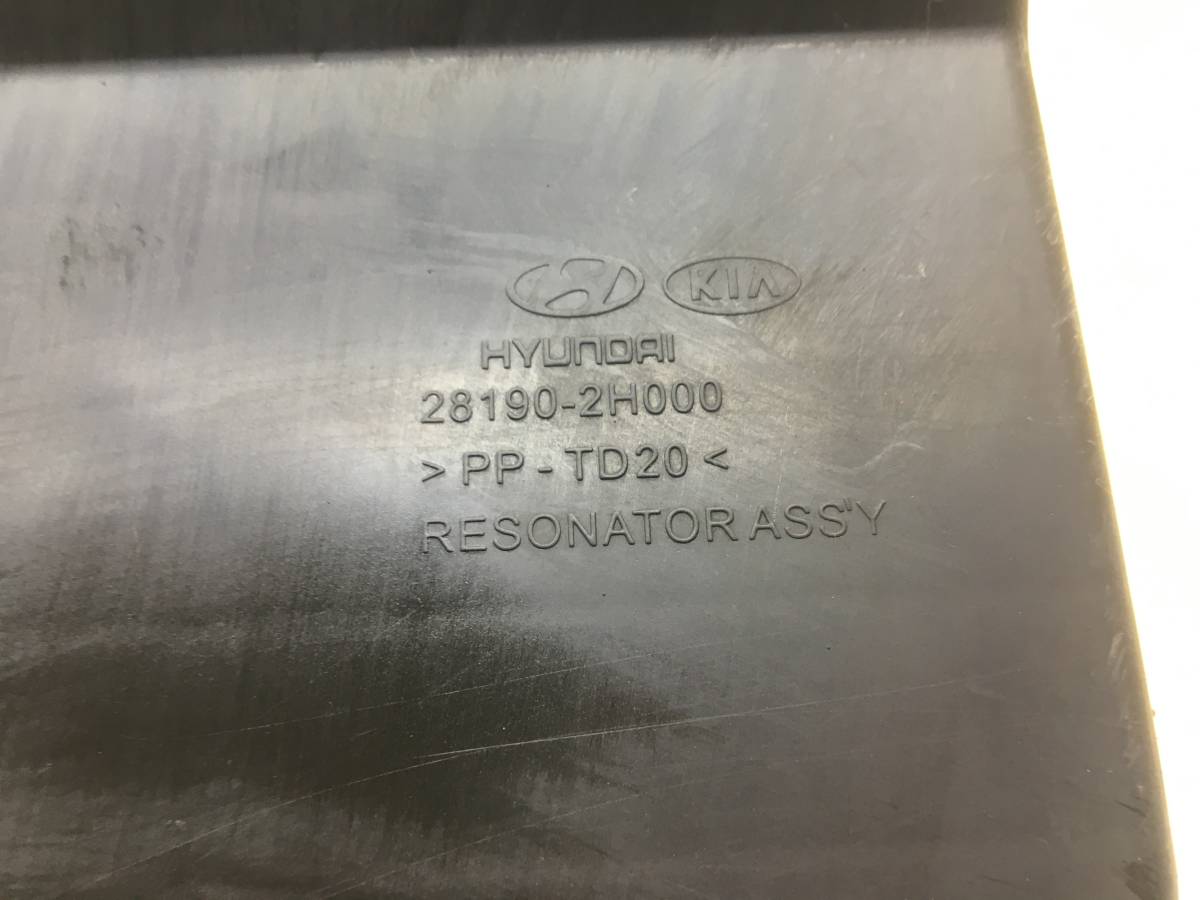 KIA
HYUNDAI
28190-2H000
> PP - TD20 <
RESONATOR ASS'Y